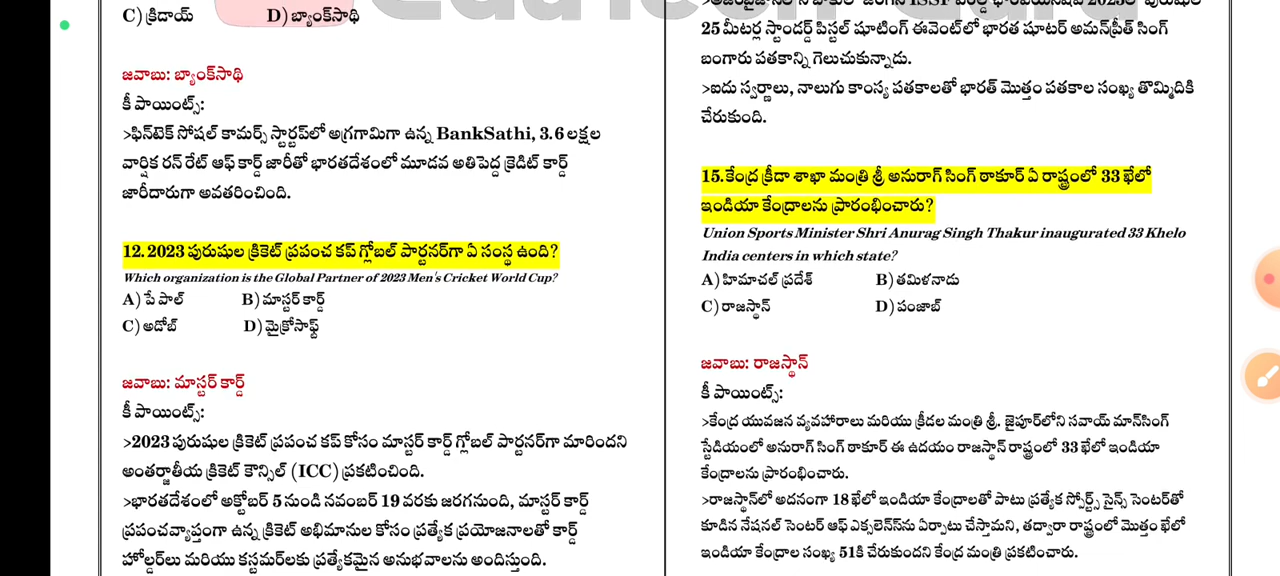 C) క్రిడాయ్ D) బ్యాంక్‌సాథి
జవాబు: బ్యాంక్‌సాథి
కీ పాయింట్స్:
>ఫిన్‌టెక్ సోషల్ కామర్స్ స్టార్టప్‌లో అగ్రగామిగా ఉన్న BankSathi, 3.6 లక్షల
వార్షిక రన్ రేట్ ఆఫ్ కార్డ్ జారీతో భారతదేశంలో మూడవ అతిపెద్ద క్రెడిట్ కార్డ్
జారీదారుగా అవతరించింది.
12. 2023 పురుషుల క్రికెట్ ప్రపంచ కప్ గ్లోబల్ పార్టనర్‌గా ఏ సంస్థ ఉంది?
Which organization is the Global Partner of 2023 Men's Cricket World Cup?
A) పే పాల్ B) మాస్టర్ కార్డ్
C) అడోబ్ D) మైక్రోసాఫ్ట్
జవాబు: మాస్టర్ కార్డ్
కీ పాయింట్స్:
>2023 పురుషుల క్రికెట్ ప్రపంచ కప్ కోసం మాస్టర్ కార్డ్ గ్లోబల్ పార్టనర్‌గా మారిందని
అంతర్జాతీయ క్రికెట్ కౌన్సిల్ (ICC) ప్రకటించింది.
>భారతదేశంలో అక్టోబర్ 5 నుండి నవంబర్ 19 వరకు జరగనుంది, మాస్టర్ కార్డ్
ప్రపంచవ్యాప్తంగా ఉన్న క్రికెట్ అభిమానుల కోసం ప్రత్యేక ప్రయోజనాలతో కార్డ్
హోల్డర్‌లు మరియు కస్టమర్‌లకు ప్రత్యేకమైన అనుభవాలను అందిస్తుంది.
25 మీటర్ల స్టాండర్డ్ పిస్టల్ షూటింగ్ ఈవెంట్‌లో భారత షూటర్ అమన్‌ప్రీత్ సింగ్
బంగారు పతకాన్ని గెలుచుకున్నాడు.
>ఐదు స్వర్ణాలు, నాలుగు కాంస్య పతకాలతో భారత్ మొత్తం పతకాల సంఖ్య తొమ్మిదికి
చేరుకుంది.
15.కేంద్ర క్రీడా శాఖా మంత్రి శ్రీ అనురాగ్ సింగ్ ఠాకూర్ ఏ రాష్ట్రంలో 33 ఖేలో
ఇండియా కేంద్రాలను ప్రారంభించారు?
Union Sports Minister Shri Anurag Singh Thakur inaugurated 33 Khelo
India centers in which state?
A) హిమాచల్ ప్రదేశ్ B) తమిళనాడు
C) రాజస్థాన్ D) పంజాబ్
జవాబు: రాజస్థాన్
కీ పాయింట్స్:
>కేంద్ర యువజన వ్యవహారాలు మరియు క్రీడల మంత్రి శ్రీ. జైపూర్‌లోని సవాయ్ మాన్‌సింగ్
స్టేడియంలో అనురాగ్ సింగ్ ఠాకూర్ ఈ ఉదయం రాజస్థాన్ రాష్ట్రంలో 33 ఖేలో ఇండియా
కేంద్రాలను ప్రారంభించారు.
>రాజస్థాన్‌లో అదనంగా 18 ఖేలో ఇండియా కేంద్రాలతో పాటు ప్రత్యేక స్పోర్ట్స్ సైన్స్ సెంటర్‌తో
కూడిన నేషనల్ సెంటర్ ఆఫ్ ఎక్సలెన్స్‌ను ఏర్పాటు చేస్తామని, తద్వారా రాష్ట్రంలో మొత్తం ఖేలో
ఇండియా కేంద్రాల సంఖ్య 51కి చేరుకుందని కేంద్ర మంత్రి ప్రకటించారు.